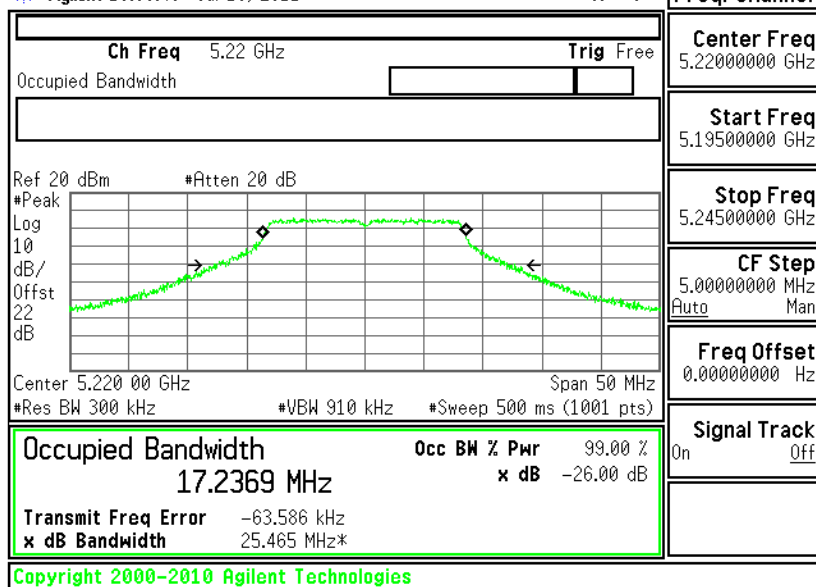 Ch Freq 5.22 GHz Trig Free
Occupied Bandwidth
Ref 20 dBm #Atten 20 dB
#Peak
Log
10
dB/
Offst
22
dB
Center 5.220 00 GHz Span 50 MHz
#Res BW 300 kHz #VBW 910 kHz #Sweep 500 ms (1001 pts)
Occupied Bandwidth
17.2369 MHz
Occ BW % Pwr 99.00 %
x dB -26.00 dB
Transmit Freq Error -63.586 kHz
x dB Bandwidth 25.465 MHz*
Copyright 2000-2010 Agilent Technologies
Center Freq
5.22000000 GHz
Start Freq
5.19500000 GHz
Stop Freq
5.24500000 GHz
CF Step
5.00000000 MHz
Auto Man
Freq Offset
0.00000000 Hz
Signal Track
On Off